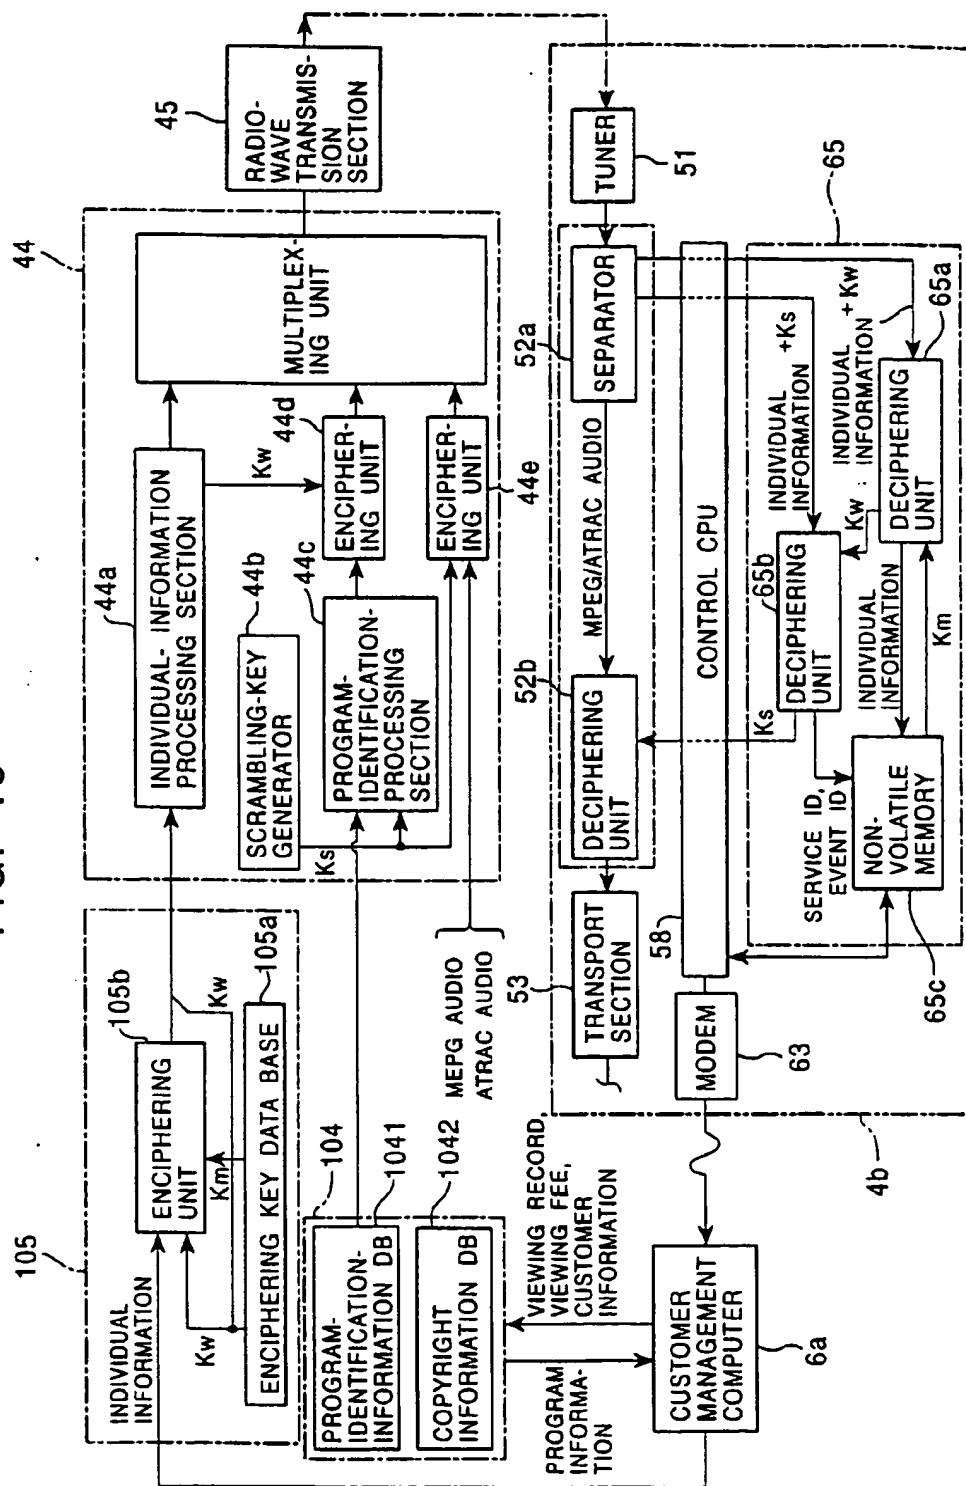 105
INDIVIDUAL
INFORMATION
105b
ENCIPHERING
UNIT
Kw
Km
Kw
105a
ENCIPHERING KEY DATA BASE
104
PROGRAM-
IDENTIFICATION-
INFORMATION DB
1041
COPYRIGHT
INFORMATION DB
1042
PROGRAM
INFORMA-
TION
VIEWING RECORD
VIEWING FEE,
CUSTOMER
INFORMATION
CUSTOMER
MANAGEMENT
COMPUTER
6a
44
44a
INDIVIDUAL-INFORMATION
PROCESSING SECTION
Kw
44b
SCRAMBLING-KEY
GENERATOR
Ks
44c
PROGRAM-
IDENTIFICATION-
PROCESSING
SECTION
44d
ENCIPHER-
ING UNIT
44e
ENCIPHER-
ING UNIT
MULTIPLEX-
ING UNIT
MEPG AUDIO
ATRAC AUDIO
45
RADIO-
WAVE
TRANSMIS-
SION
SECTION
TUNER
51
52a
SEPARATOR
MPEG/ATRAC AUDIO
52b
DECIPHERING
UNIT
53
TRANSPORT
SECTION
58
CONTROL CPU
MODEM
63
4b
65
INDIVIDUAL
INFORMATION
+Ks
INDIVIDUAL
INFORMATION
+Kw
65a
DECIPHERING
UNIT
Kw
65b
DECIPHERING
UNIT
Ks
INDIVIDUAL
INFORMATION
Km
SERVICE ID,
EVENT ID
NON-
VOLATILE
MEMORY
65c